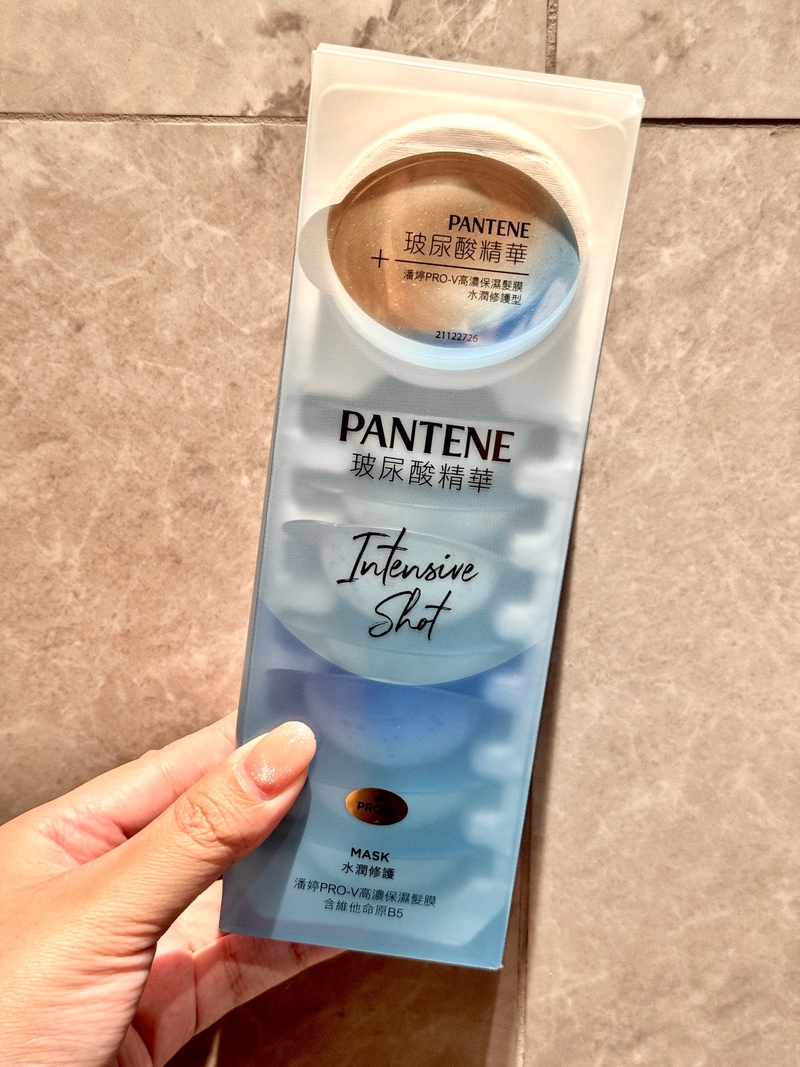 PANTENE
玻尿酸精華
+
潘婷PRO-V高濃保濕髮膜
水潤修護型
21122726
PANTENE
玻尿酸精華
Intensive
Shot
MASK
水潤修護
潘婷PRO-V高濃保濕髮膜
含維他命原B5